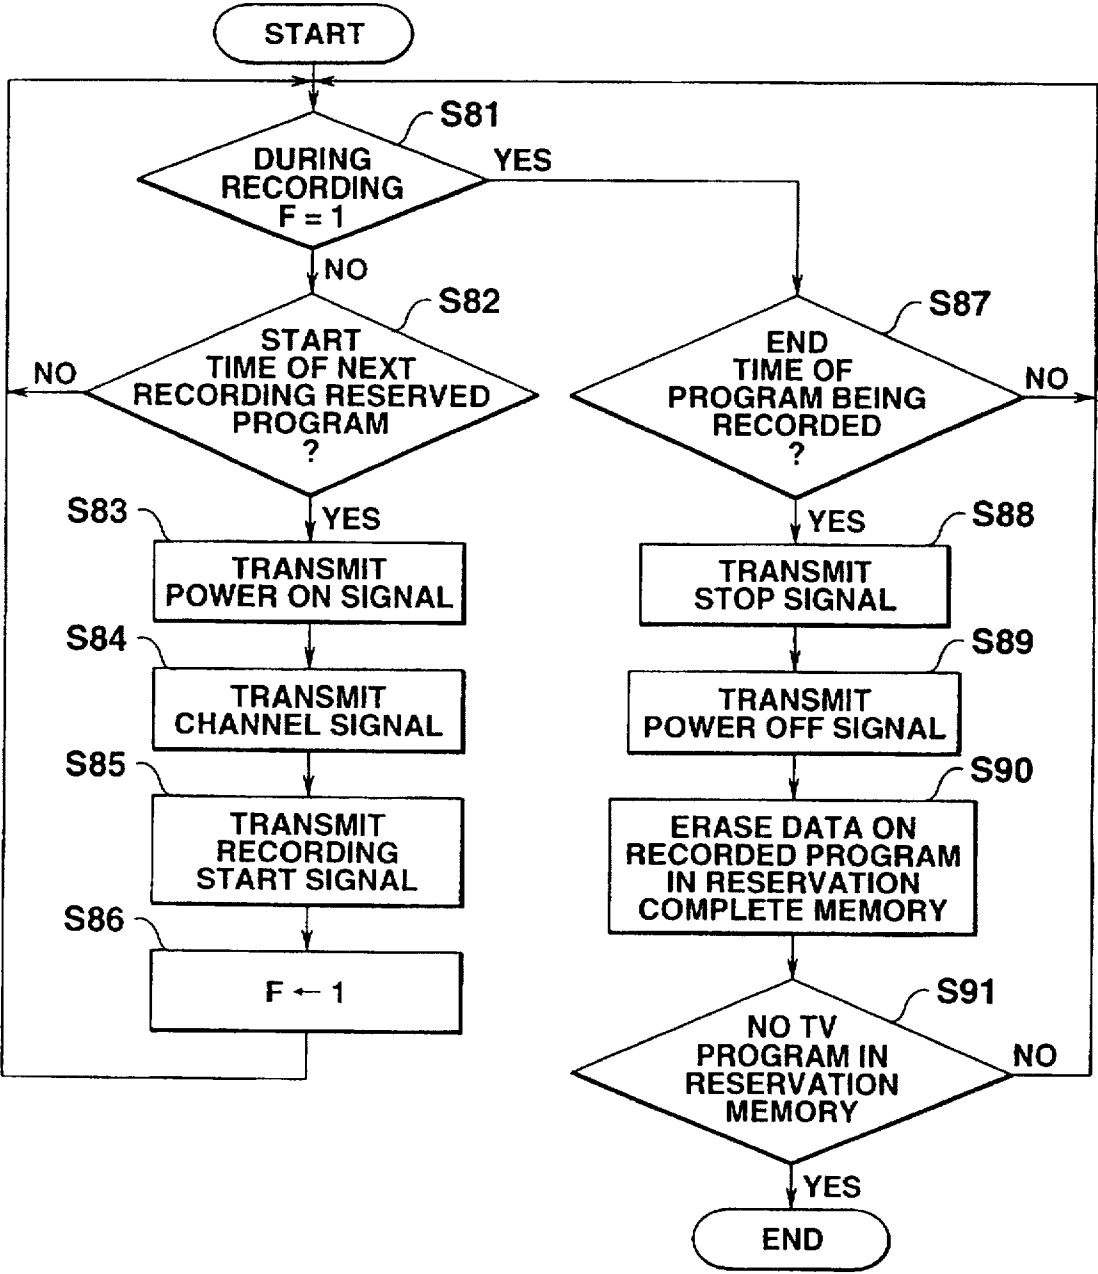 START
S81
DURING
RECORDING
F = 1
YES
NO
S82
START
TIME OF NEXT
RECORDING RESERVED
PROGRAM
?
NO
YES
S83
TRANSMIT
POWER ON SIGNAL
S84
TRANSMIT
CHANNEL SIGNAL
S85
TRANSMIT
RECORDING
START SIGNAL
S86
F ← 1
S87
END
TIME OF
PROGRAM BEING
RECORDED
?
NO
YES
S88
TRANSMIT
STOP SIGNAL
S89
TRANSMIT
POWER OFF SIGNAL
S90
ERASE DATA ON
RECORDED PROGRAM
IN RESERVATION
COMPLETE MEMORY
S91
NO TV
PROGRAM IN
RESERVATION
MEMORY
NO
YES
END